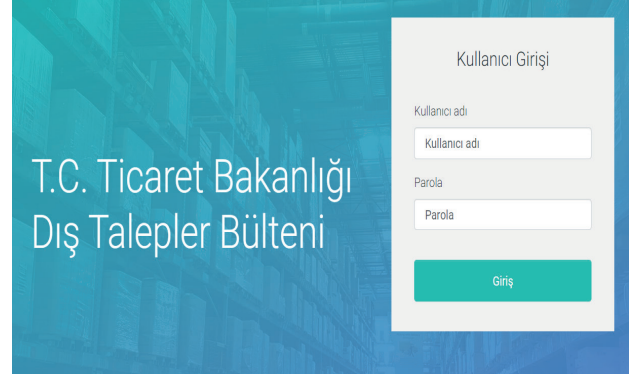 T.C. Ticaret Bakanlığı
Dış Talepler Bülteni
Kullanıcı Girişi
Kullanıcı adı
Kullanıcı adı
Parola
Parola
Giriş